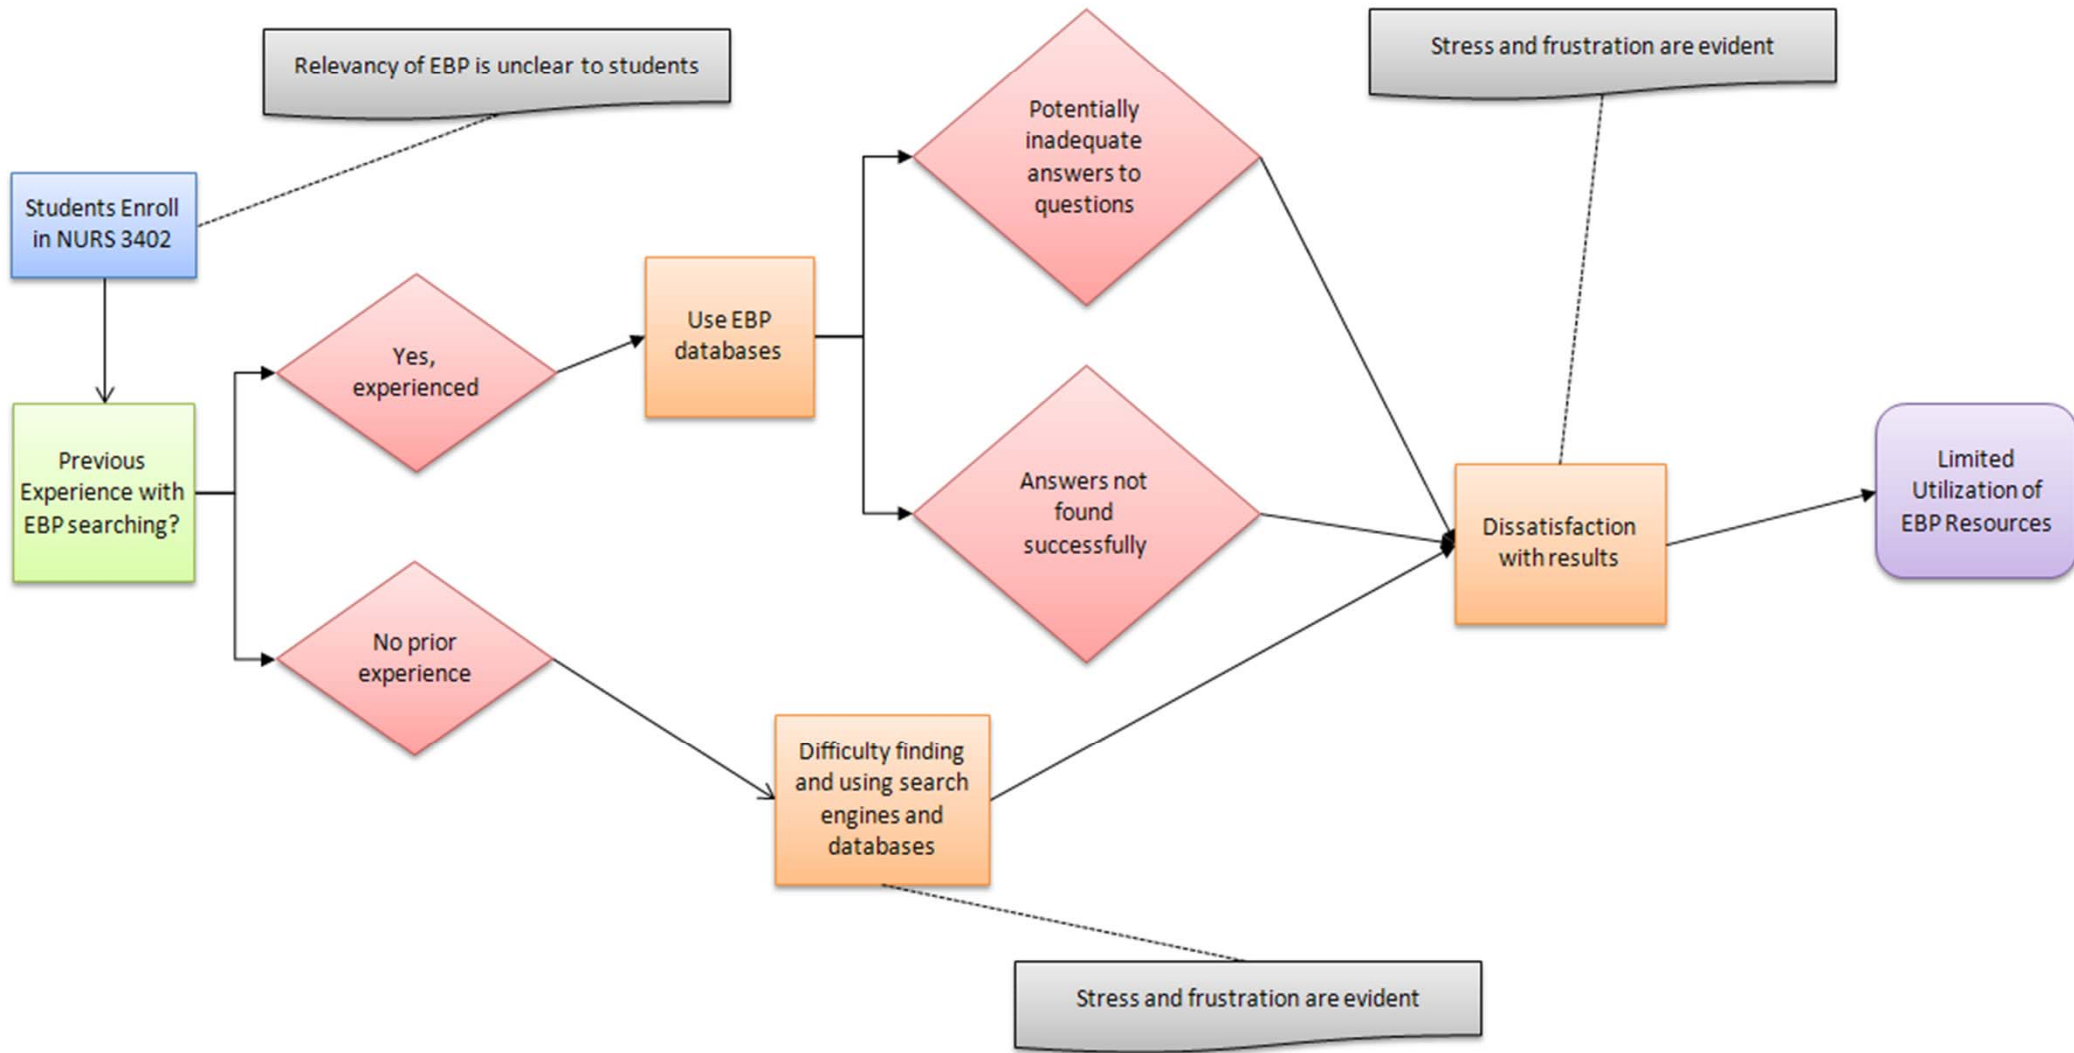 Relevancy of EBP is unclear to students
Stress and frustration are evident
Students Enroll
in NURS 3402
Potentially
inadequate
answers to
questions
Yes,
experienced
Use EBP
databases
Previous
Experience with
EBP searching?
Answers not
found
successfully
Dissatisfaction
with results
Limited
Utilization of
EBP Resources
No prior
experience
Difficulty finding
and using search
engines and
databases
Stress and frustration are evident